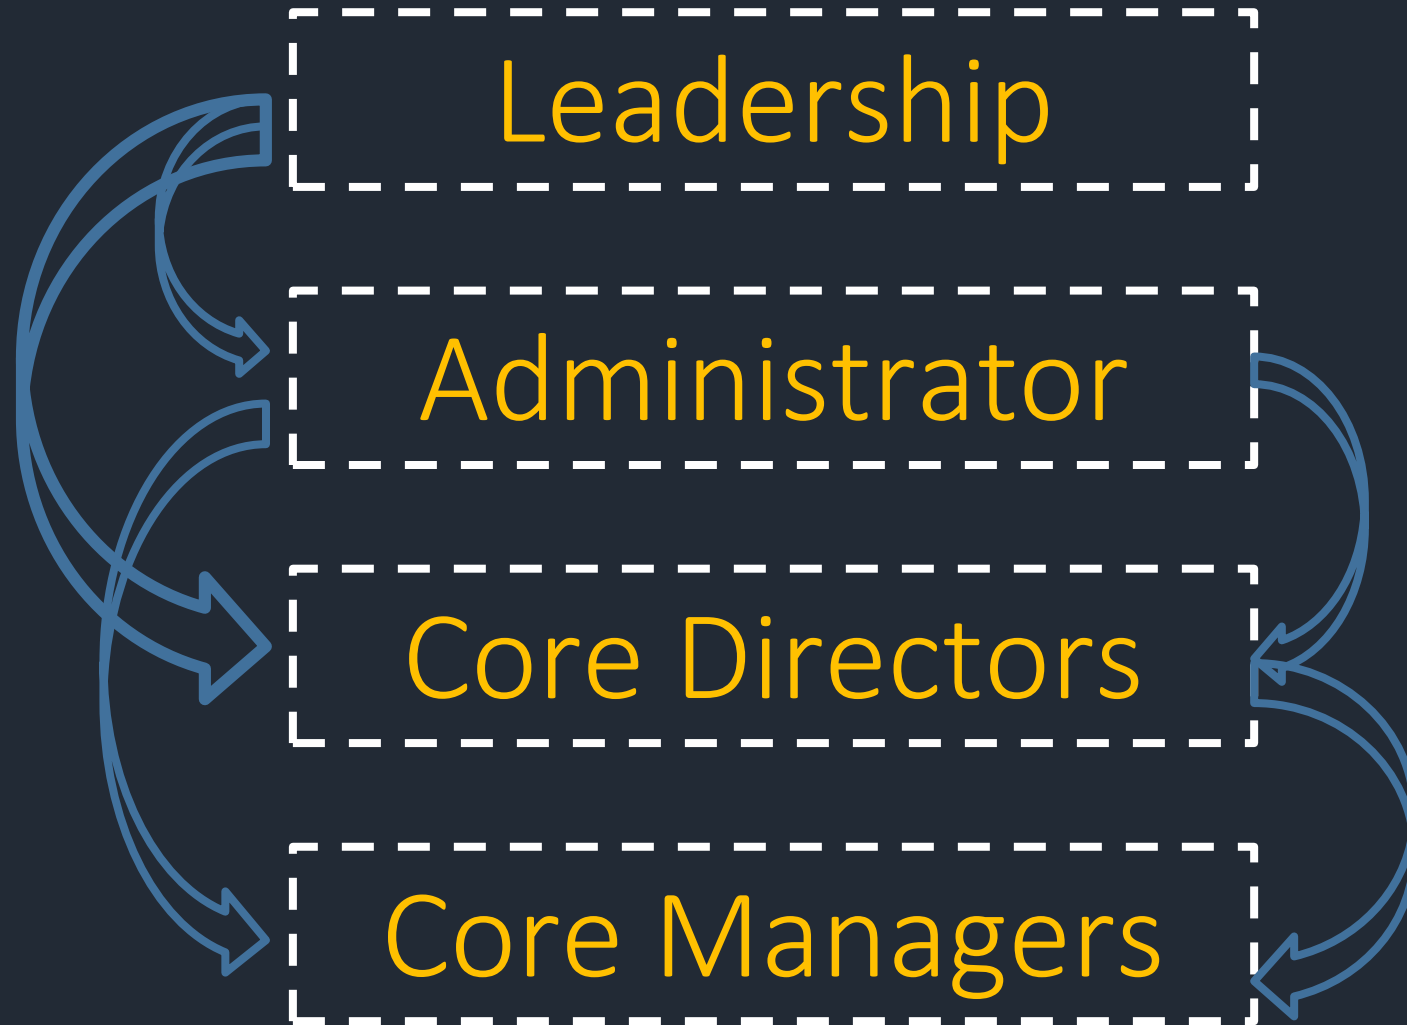 Leadership
Administrator
Core Directors
Core Managers